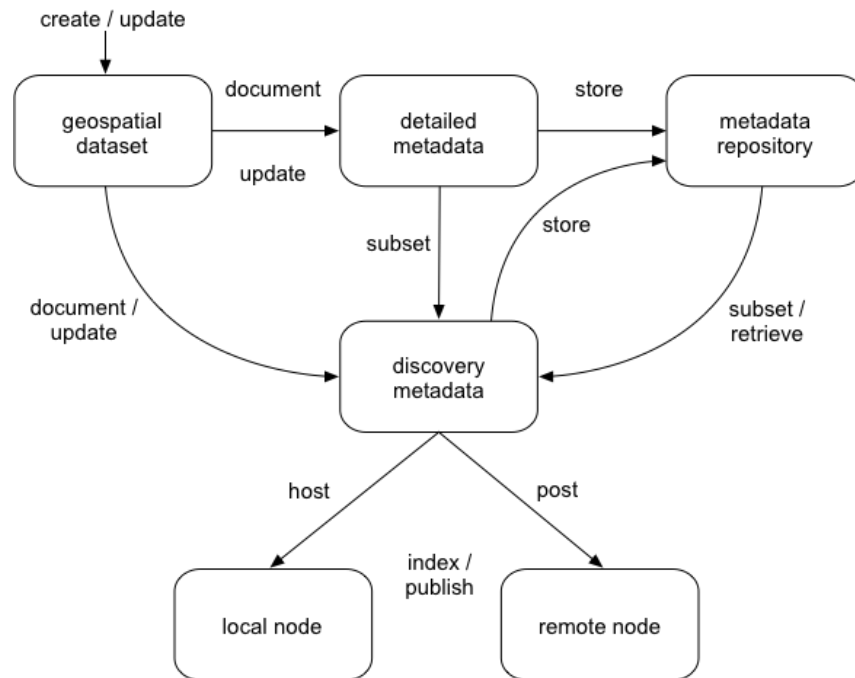 create / update
document
store
geospatial
dataset
detailed
metadata
metadata
repository
update
subset
store
document /
update
subset /
retrieve
discovery
metadata
host
post
index /
publish
local node
remote node